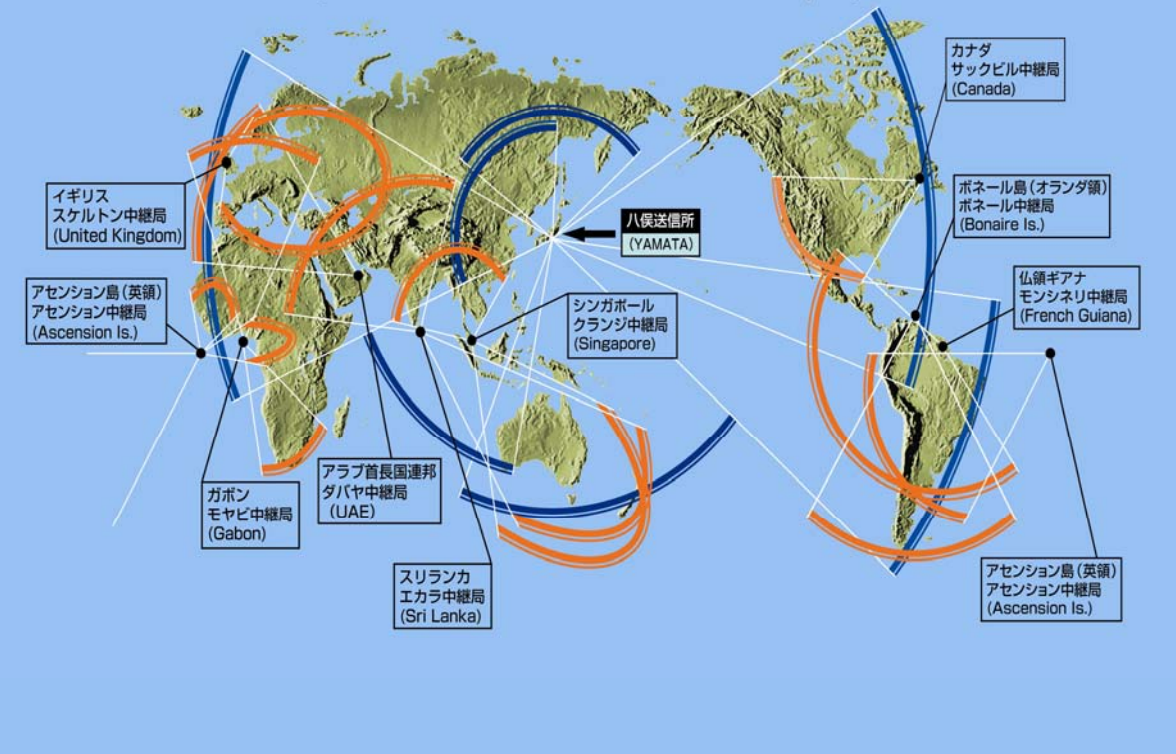 カナダ
サックビル中継局
(Canada)
ボネール島(オランダ領)
ボネール中継局
(Bonaire Is.)
イギリス
スケルトン中継局
(United Kingdom)
八俣送信所
(YAMATA)
仏領ギアナ
モンシネリ中継局
(French Guiana)
アセンション島(英領)
アセンション中継局
(Ascension Is.)
シンガポール
クランジ中継局
(Singapore)
アラブ首長国連邦
ダバヤ中継局
(UAE)
ガボン
モヤビ中継局
(Gabon)
スリランカ
エカラ中継局
(Sri Lanka)
アセンション島(英領)
アセンション中継局
(Ascension Is.)